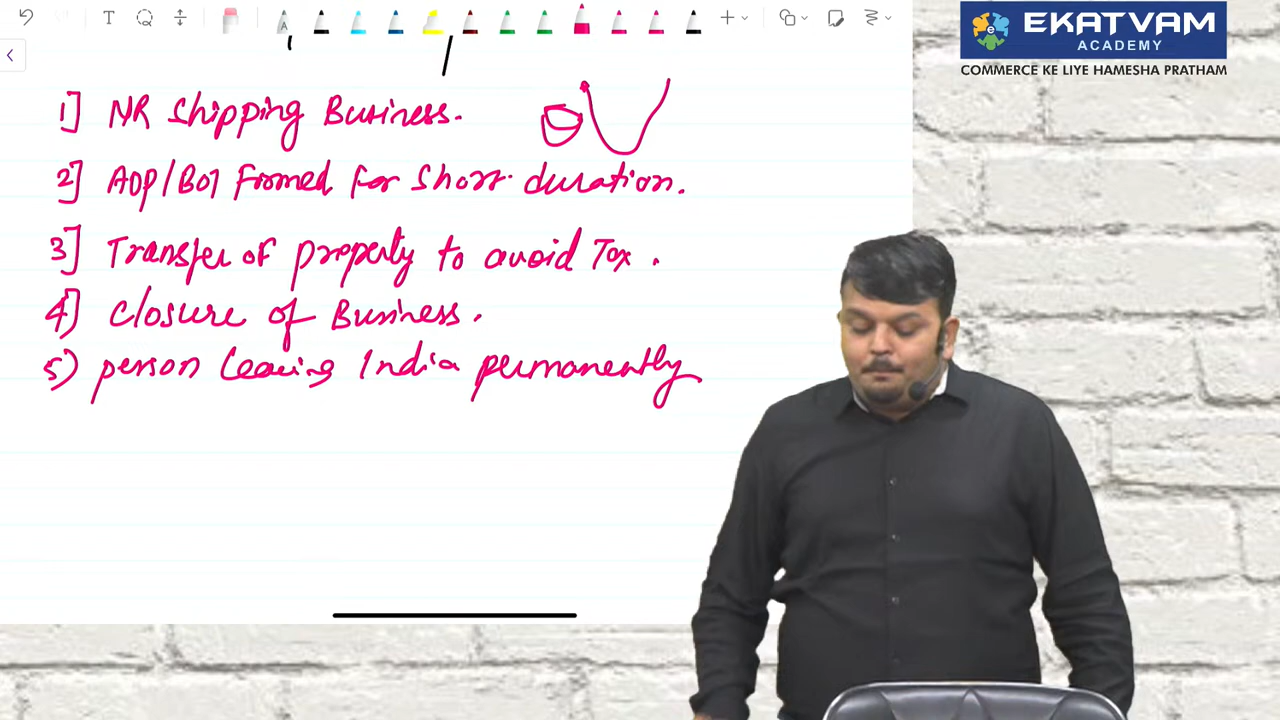 EKATVAM
ACADEMY
COMMERCE KE LIYE HAMESHA PRATHAM
1] NR Shipping Business.
2] AOP/BOI Formed for Short duration.
3] Transfer of property to avoid Tax.
4) Closure of Business.
5) person leaving India permanently